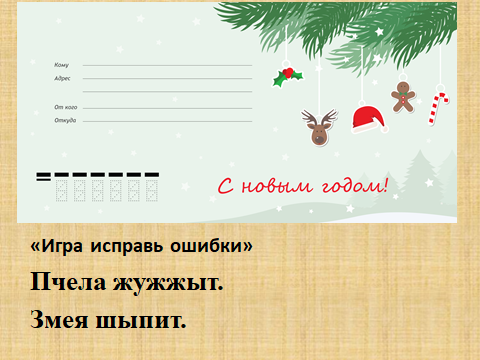 Кому
Адрес
От кого
Откуда
С новым годом!
«Игра исправь ошибки»
Пчела жужжыт.
Змея шыпит.